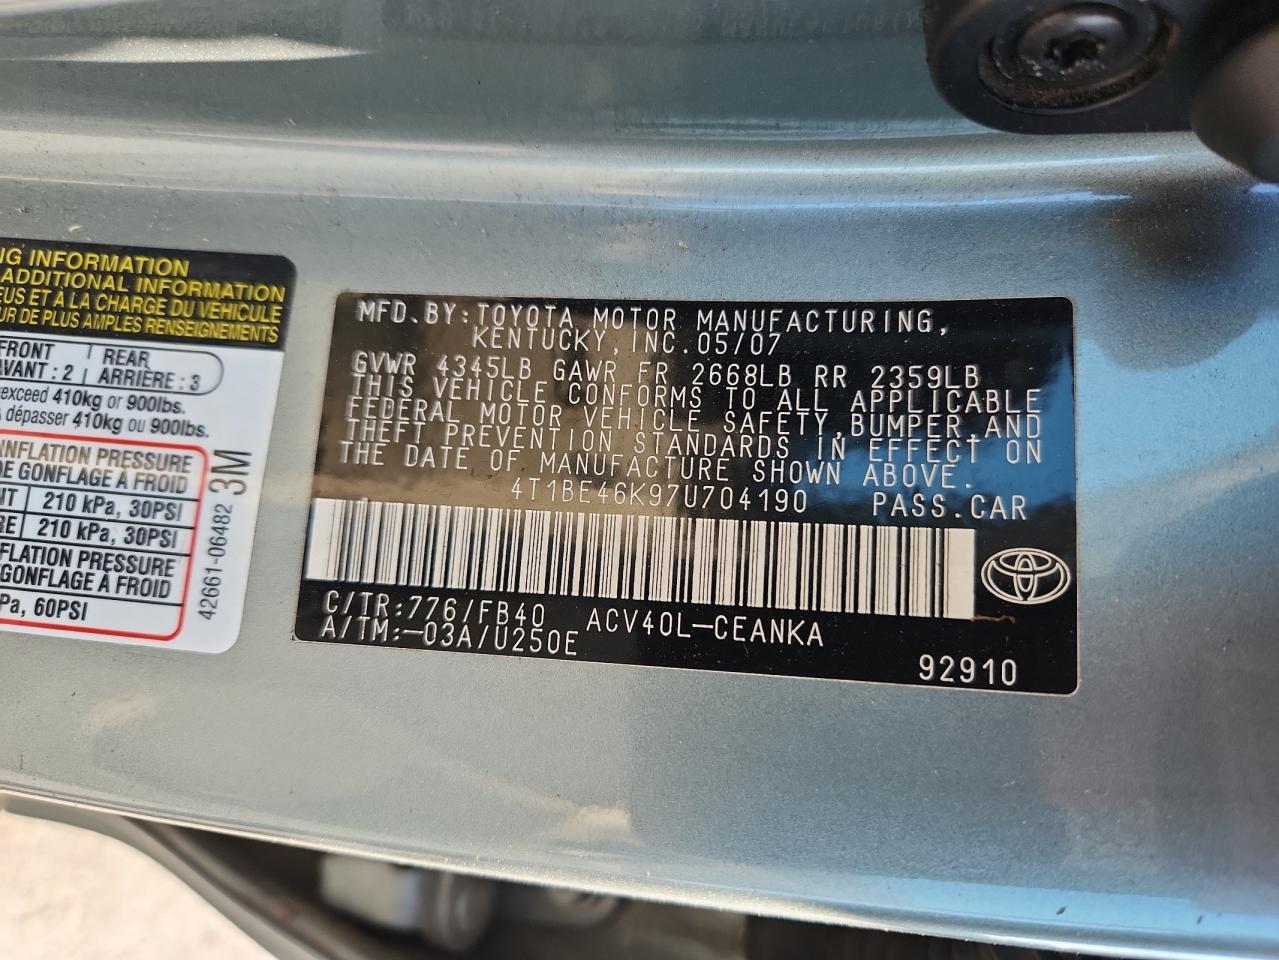 NG INFORMATION
ADDITIONAL INFORMATION
EUS ET À LA CHARGE DU VÉHICULE
UR DE PLUS AMPLES RENSEIGNEMENTS
FRONT
AVANT : 2
REAR
ARRIÈRE : 3
exceed 410kg or 900lbs.
dépasser 410kg ou 900lbs.
INFLATION PRESSURE
DE GONFLAGE À FROID
NT 210 kPa, 30PSI
RE 210 kPa, 30PSI
FLATION PRESSURE
GONFLAGE À FROID
Pa, 60PSI
42661-06482 3M
MFD.BY:TOYOTA MOTOR MANUFACTURING,
KENTUCKY,INC.05/07
GVWR 4345LB GAWR FR 2668LB RR 2359LB
THIS VEHICLE CONFORMS TO ALL APPLICABLE
FEDERAL MOTOR VEHICLE SAFETY,BUMPER,AND
THEFT PREVENTION STANDARDS IN EFFECT ON
THE DATE OF MANUFACTURE SHOWN ABOVE.
4T1BE46K97U704190 PASS.CAR
C/TR:776/FB40 ACV40L-CEANKA
A/TM:-03A/U250E
92910